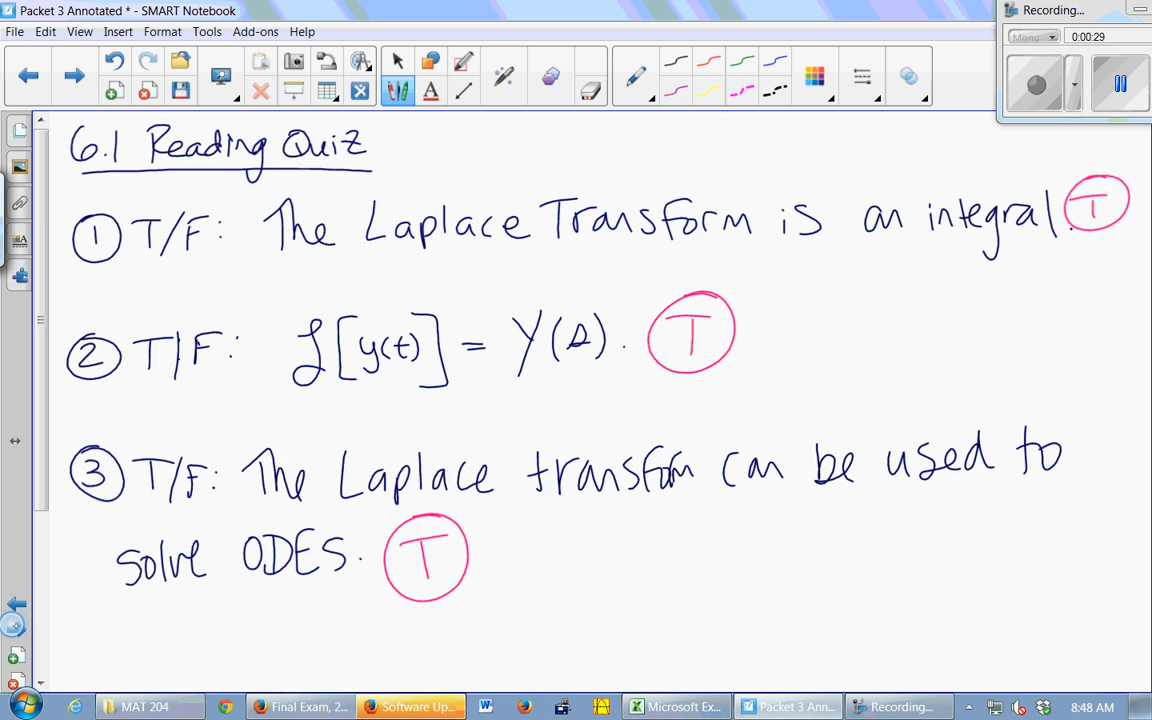 Packet 3 Annotated * - SMART Notebook
Recording...
File Edit View Insert Format Tools Add-ons Help
Menu
0:00:29
6.1 Reading Quiz
① T/F: The Laplace Transform is an integral. T
② T/F: ℒ[y(t)] = Y(s). T
③ T/F: The Laplace transform can be used to
solve ODES. T
MAT 204 Final Exam, 2... Software Up... Microsoft Ex... Packet 3 Ann... Recording... 8:48 AM